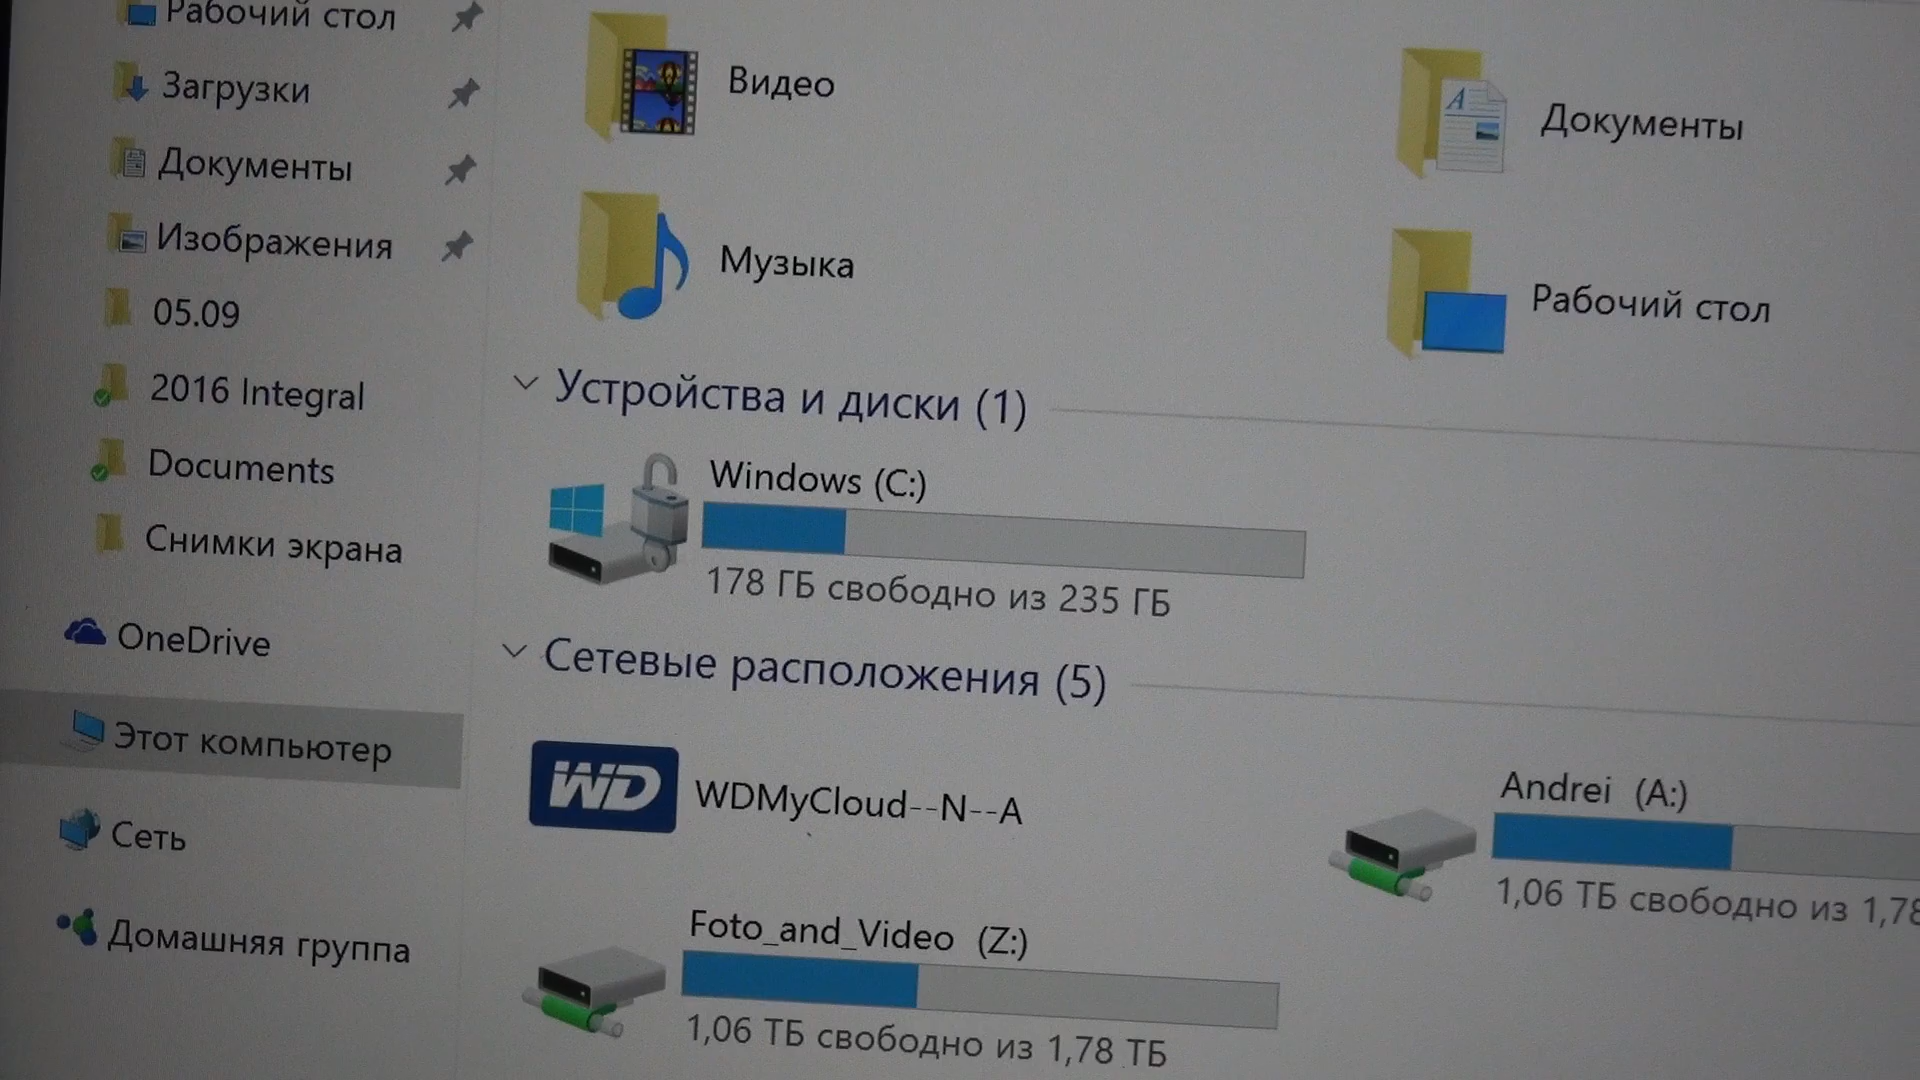 Рабочий стол
Загрузки
Документы
Изображения
05.09
2016 Integral
Documents
Снимки экрана
OneDrive
Этот компьютер
Сеть
Домашняя группа
Видео
Документы
Музыка
Рабочий стол
Устройства и диски (1)
Windows (C:)
178 ГБ свободно из 235 ГБ
Сетевые расположения (5)
WD
WDMyCloud--N--A
Andrei (A:)
1,06 ТБ свободно из 1,78
Foto_and_Video (Z:)
1,06 ТБ свободно из 1,78 ТБ